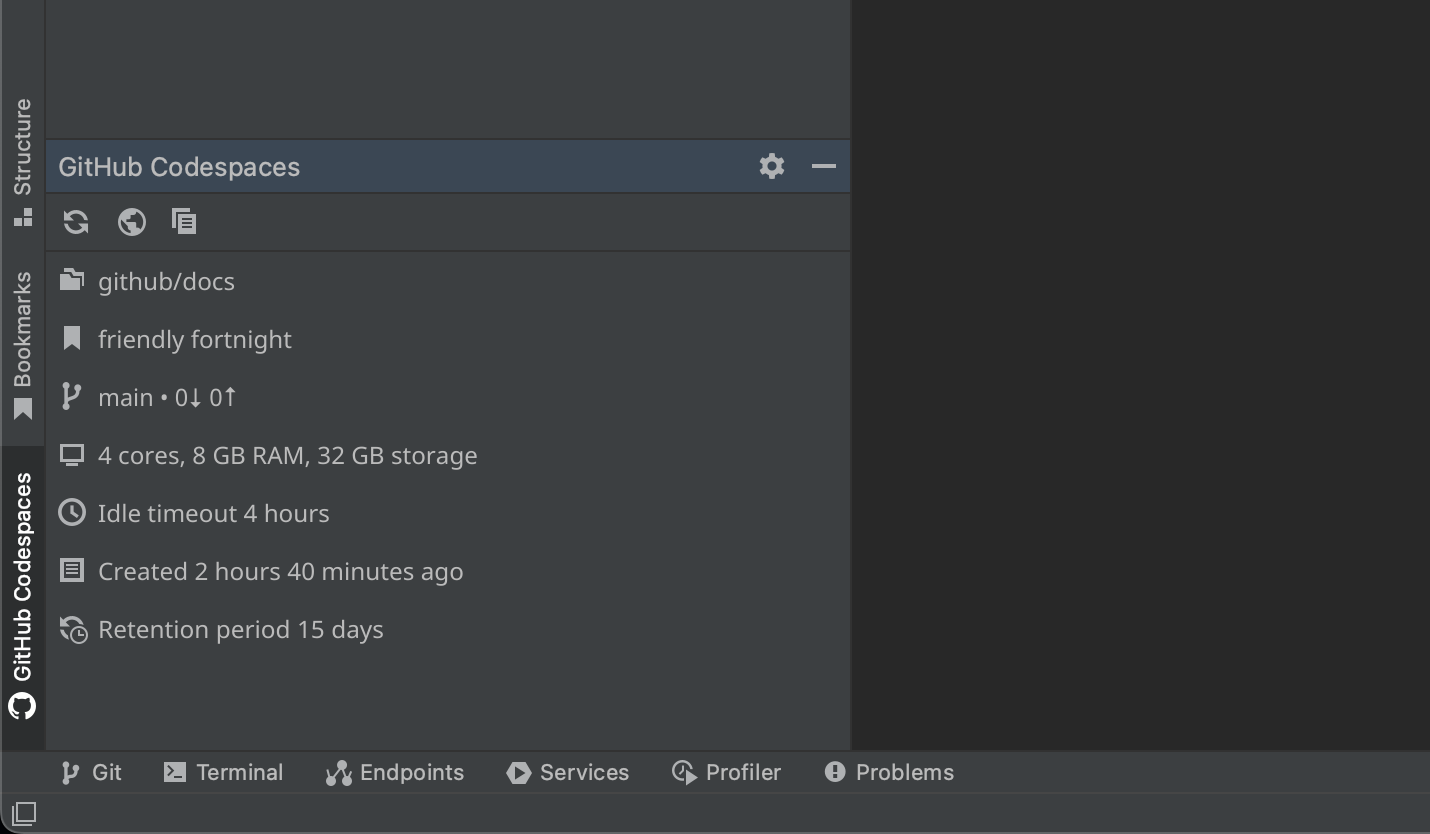 Structure
Bookmarks
GitHub Codespaces
GitHub Codespaces
github/docs
friendly fortnight
main • 0↓ 0↑
4 cores, 8 GB RAM, 32 GB storage
Idle timeout 4 hours
Created 2 hours 40 minutes ago
Retention period 15 days
Git Terminal Endpoints Services Profiler Problems